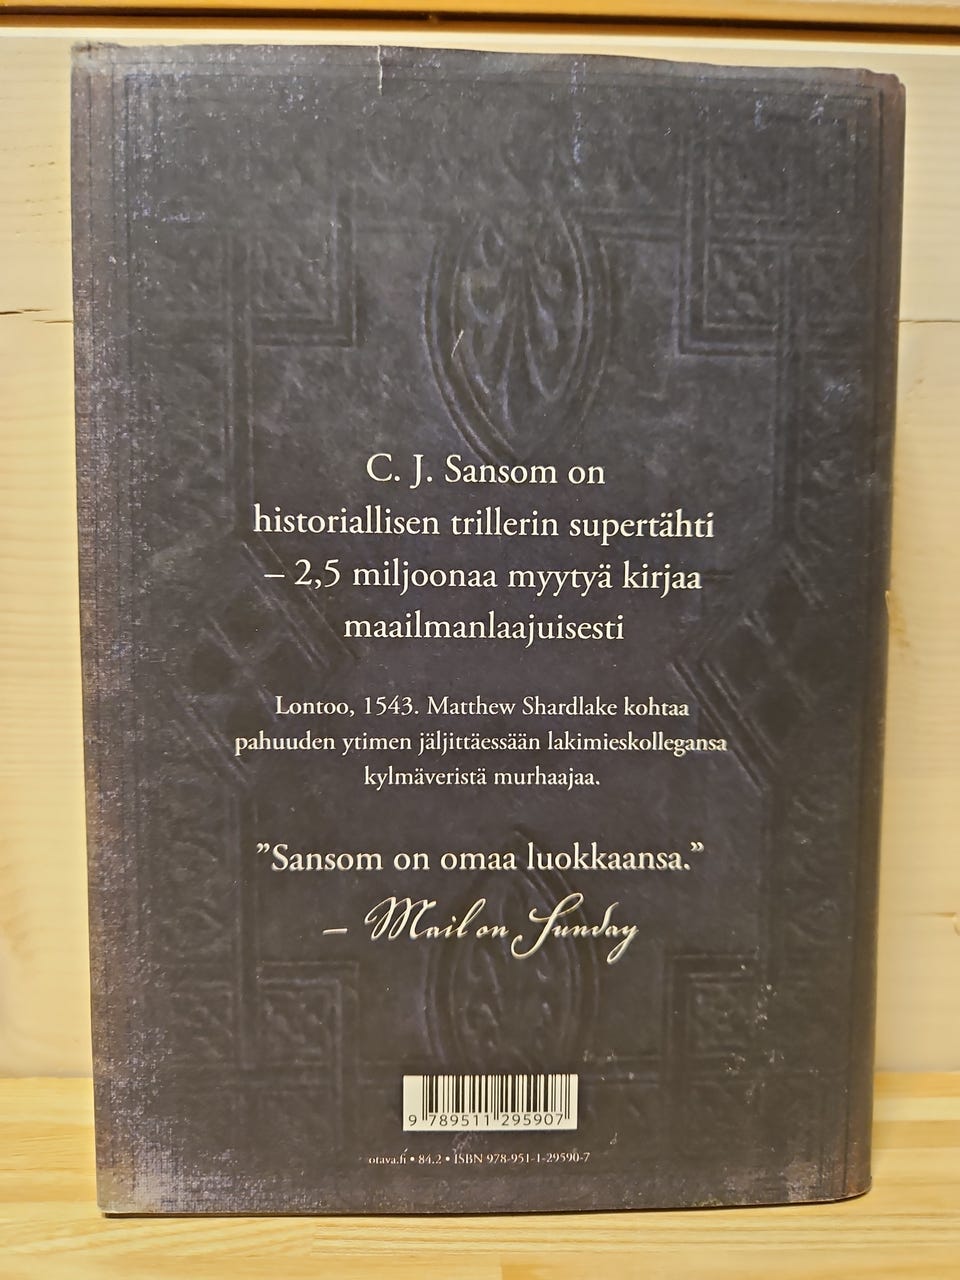 C. J. Sansom on
historiallisen trillerin supertähti
– 2,5 miljoonaa myytyä kirjaa
maailmanlaajuisesti
Lontoo, 1543. Matthew Shardlake kohtaa
pahuuden ytimen jäljittäessään lakimieskollegansa
kylmäveristä murhaajaa.
”Sansom on omaa luokkaansa.”
– Mail on Sunday
9 789511 295907
otava.fi • 84.2 • ISBN 978-951-1-29590-7